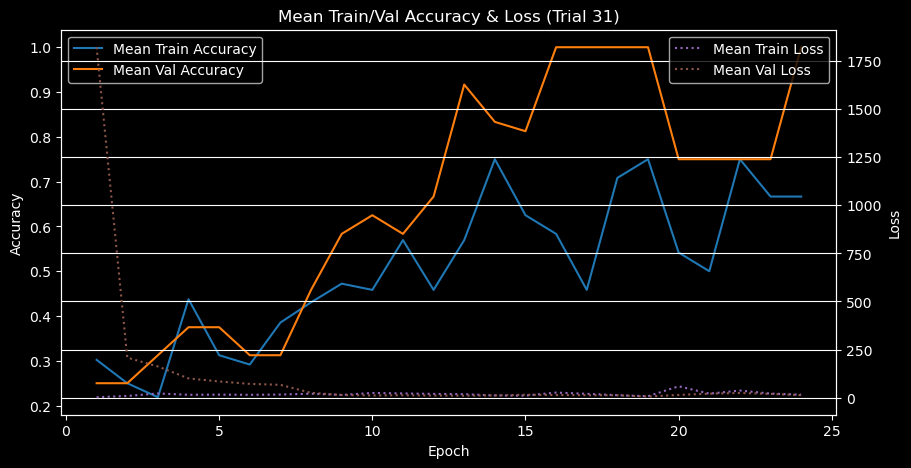 Mean Train/Val Accuracy & Loss (Trial 31)
Mean Train Accuracy
Mean Val Accuracy
Mean Train Loss
Mean Val Loss
1.0
0.9
0.8
0.7
0.6
0.5
0.4
0.3
0.2
Accuracy
1750
1500
1250
1000
750
500
250
0
Loss
0 5 10 15 20 25
Epoch